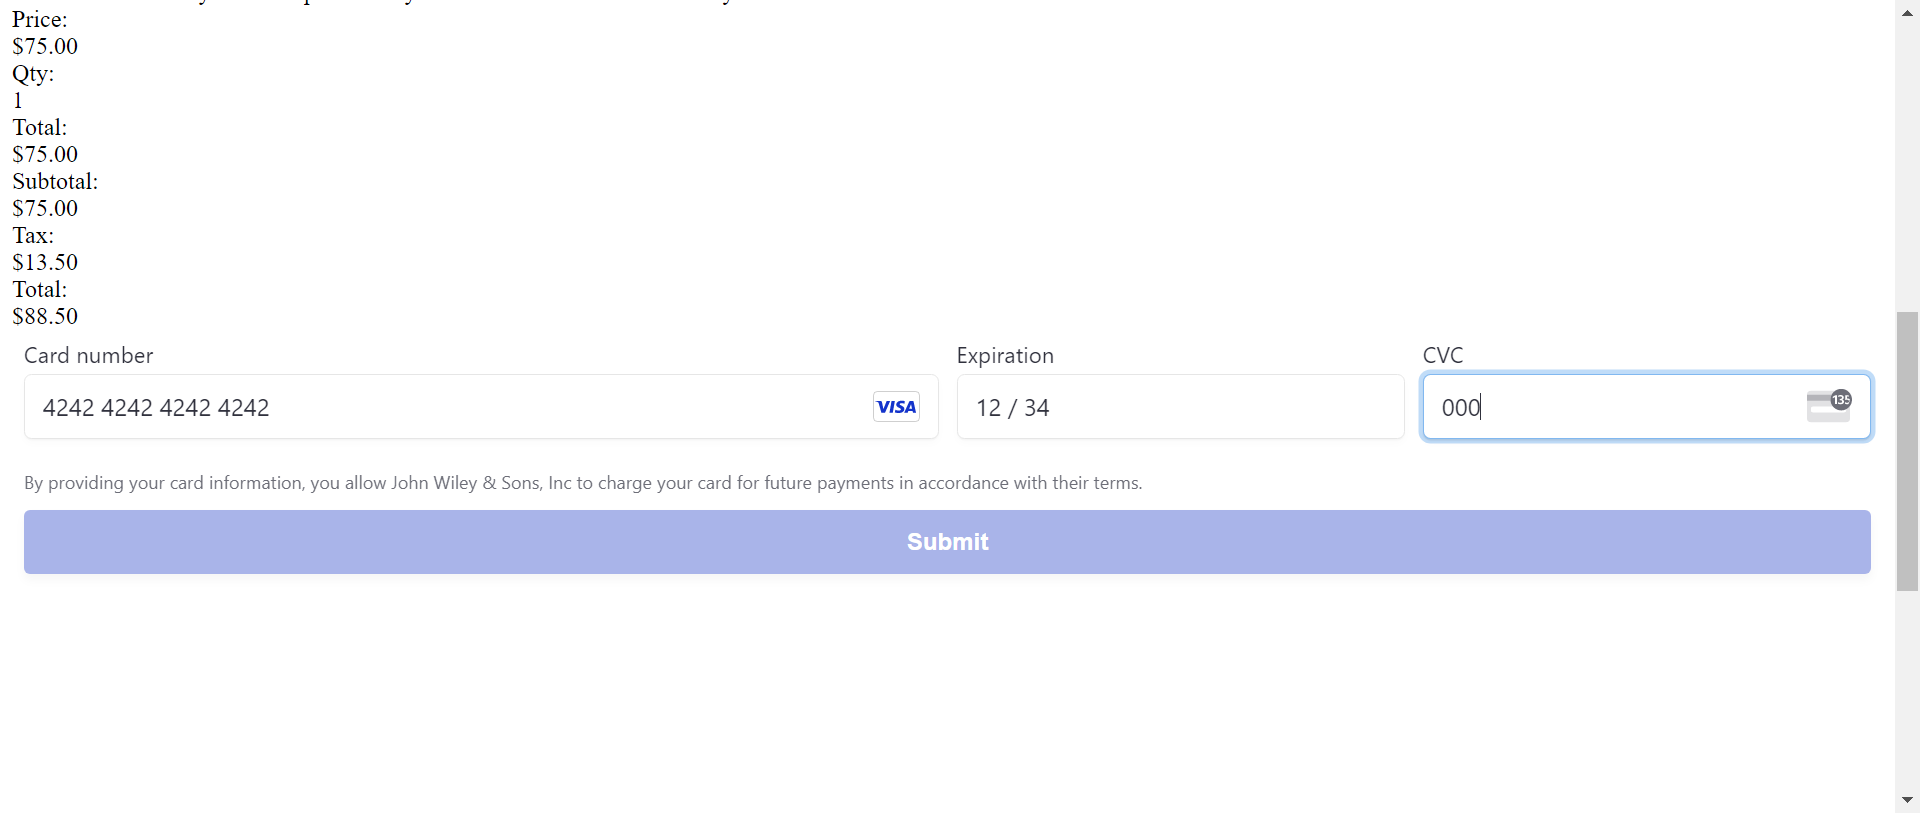 Price:
$75.00
Qty:
1
Total:
$75.00
Subtotal:
$75.00
Tax:
$13.50
Total:
$88.50
Card number Expiration CVC
4242 4242 4242 4242 VISA 12 / 34 000 135
By providing your card information, you allow John Wiley & Sons, Inc to charge your card for future payments in accordance with their terms.
Submit